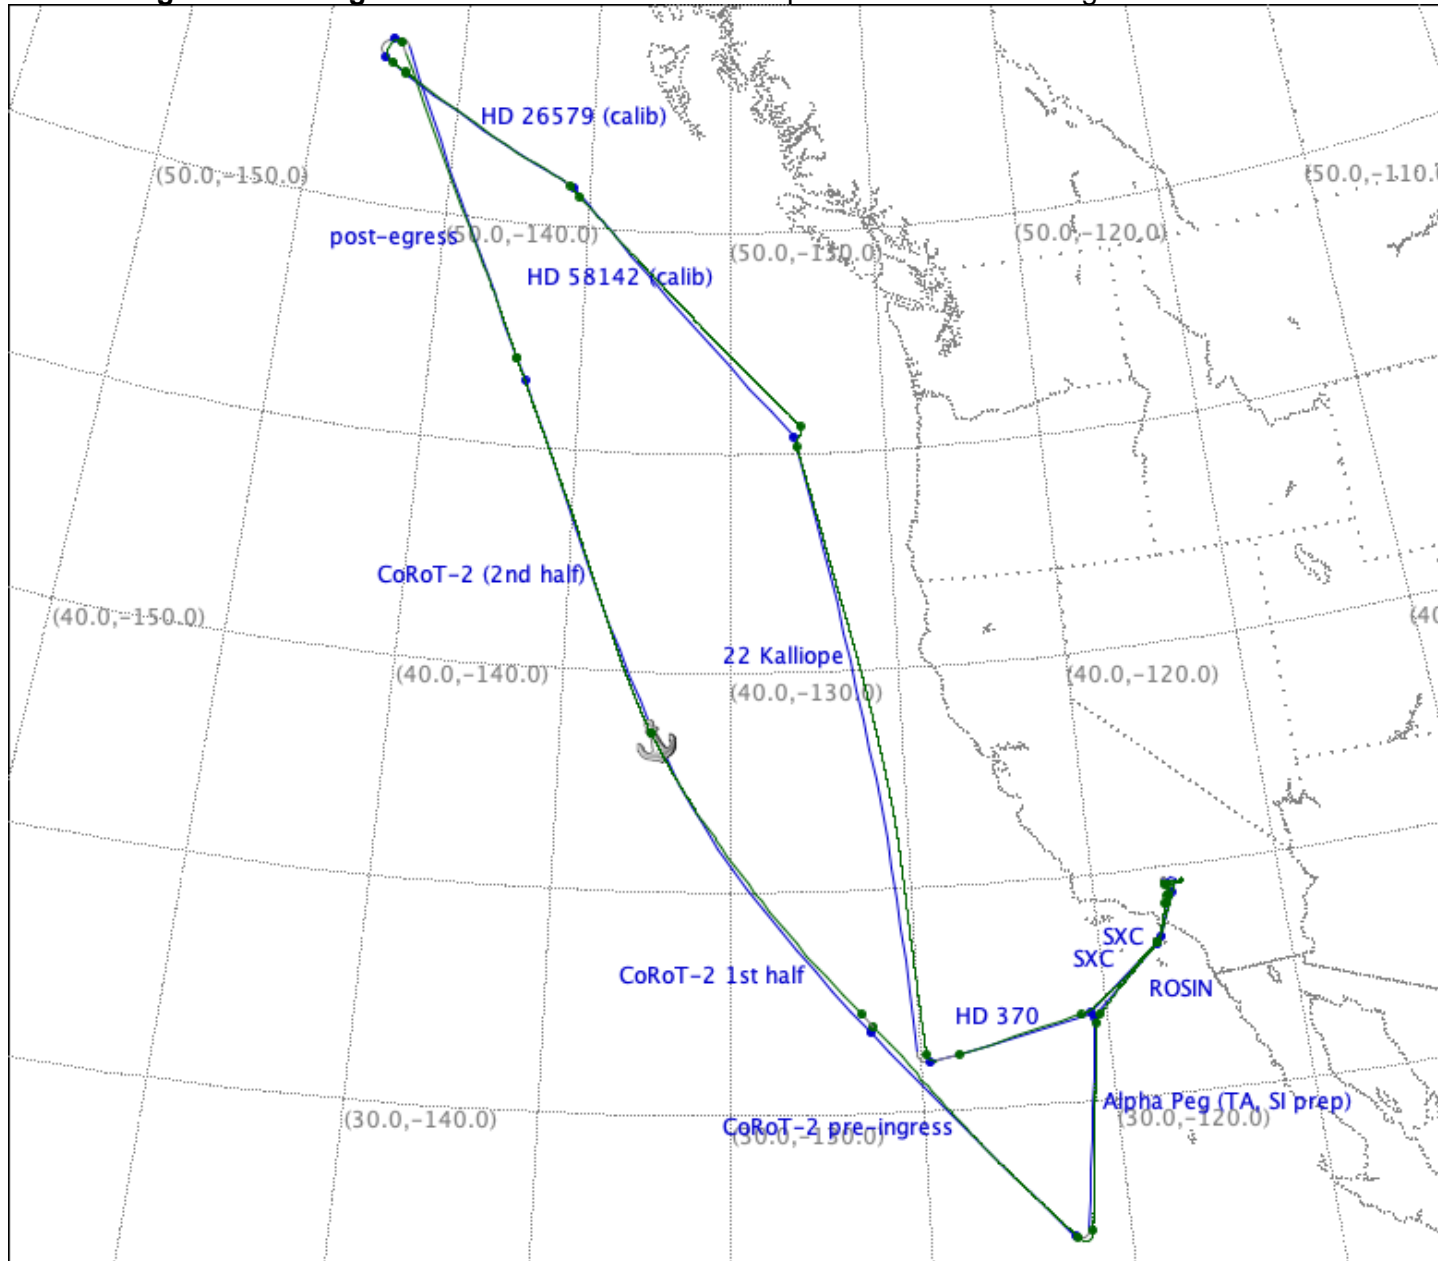 HD 26579 (calib)
(50.0,-150.0)
(50.0,-110.0
post-egress
(50.0,-140.0)
(50.0,-130.0)
(50.0,-120.0)
HD 58142 (calib)
CoRoT-2 (2nd half)
(40.0,-150.0)
(40
22 Kalliope
(40.0,-140.0)
(40.0,-130.0)
(40.0,-120.0)
SXC
SXC
CoRoT-2 1st half
ROSIN
HD 370
Alpha Peg (TA, SI prep)
(30.0,-140.0)
CoRoT-2 pre-ingress
(30.0,-130.0)
(30.0,-120.0)